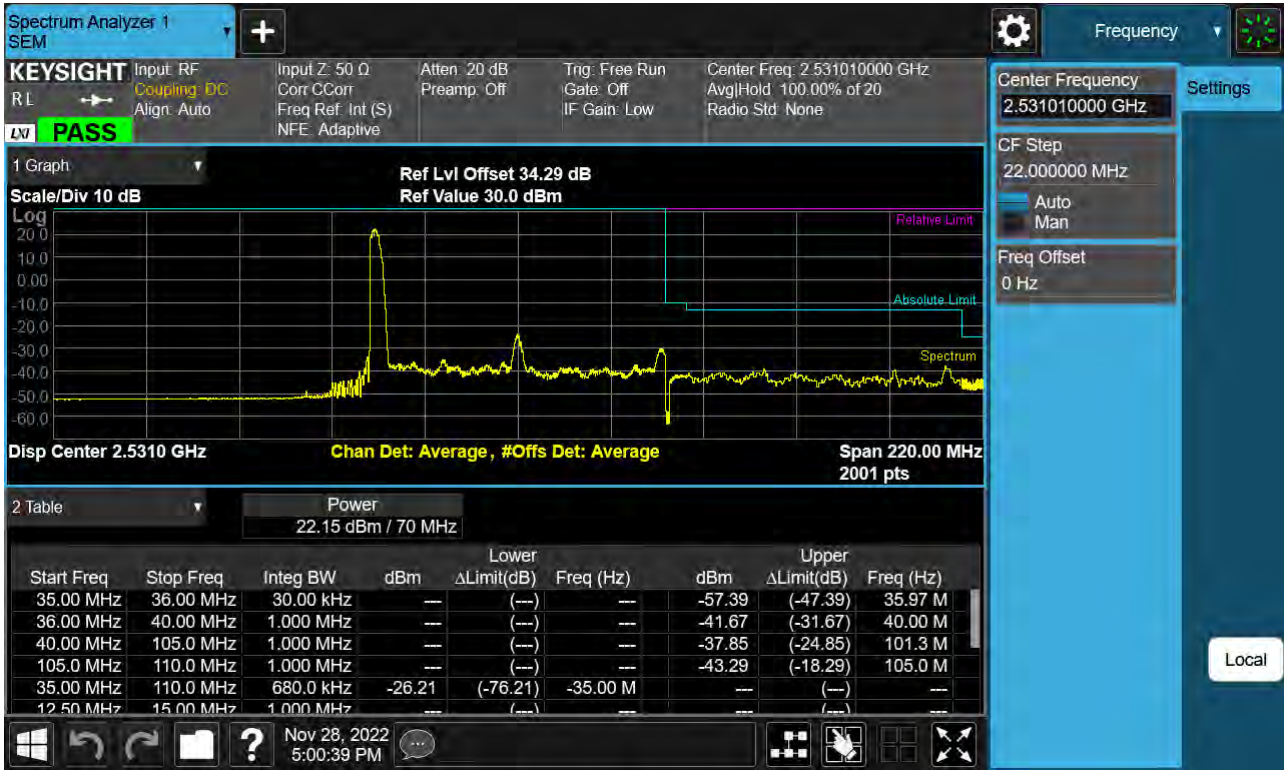 Spectrum Analyzer 1
SEM
Frequency
KEYSIGHT
RL
LXI PASS
Input: RF
Coupling: DC
Align: Auto
Input Z: 50 Ω
Corr CCorr
Freq Ref: Int (S)
NFE: Adaptive
Atten: 20 dB
Preamp: Off
Trig: Free Run
Gate: Off
IF Gain: Low
Center Freq: 2.531010000 GHz
Avg|Hold: 100.00% of 20
Radio Std: None
Center Frequency
2.531010000 GHz
Settings
CF Step
22.000000 MHz
Auto
Man
Freq Offset
0 Hz
Local
1 Graph
Ref Lvl Offset 34.29 dB
Scale/Div 10 dB
Ref Value 30.0 dBm
Log
20.0
10.0
0.00
-10.0
-20.0
-30.0
-40.0
-50.0
-60.0
Relative Limit
Absolute Limit
Spectrum
Disp Center 2.5310 GHz
Chan Det: Average , #Offs Det: Average
Span 220.00 MHz
2001 pts
2 Table
Power
22.15 dBm / 70 MHz
Lower Upper
Start Freq Stop Freq Integ BW dBm ΔLimit(dB) Freq (Hz) dBm ΔLimit(dB) Freq (Hz)
35.00 MHz 36.00 MHz 30.00 kHz --- (---) --- -57.39 (-47.39) 35.97 M
36.00 MHz 40.00 MHz 1.000 MHz --- (---) --- -41.67 (-31.67) 40.00 M
40.00 MHz 105.0 MHz 1.000 MHz --- (---) --- -37.85 (-24.85) 101.3 M
105.0 MHz 110.0 MHz 1.000 MHz --- (---) --- -43.29 (-18.29) 105.0 M
35.00 MHz 110.0 MHz 680.0 kHz -26.21 (-76.21) -35.00 M --- (---) ---
12.50 MHz 15.00 MHz 1.000 MHz --- (---) --- --- (---) ---
Nov 28, 2022
5:00:39 PM